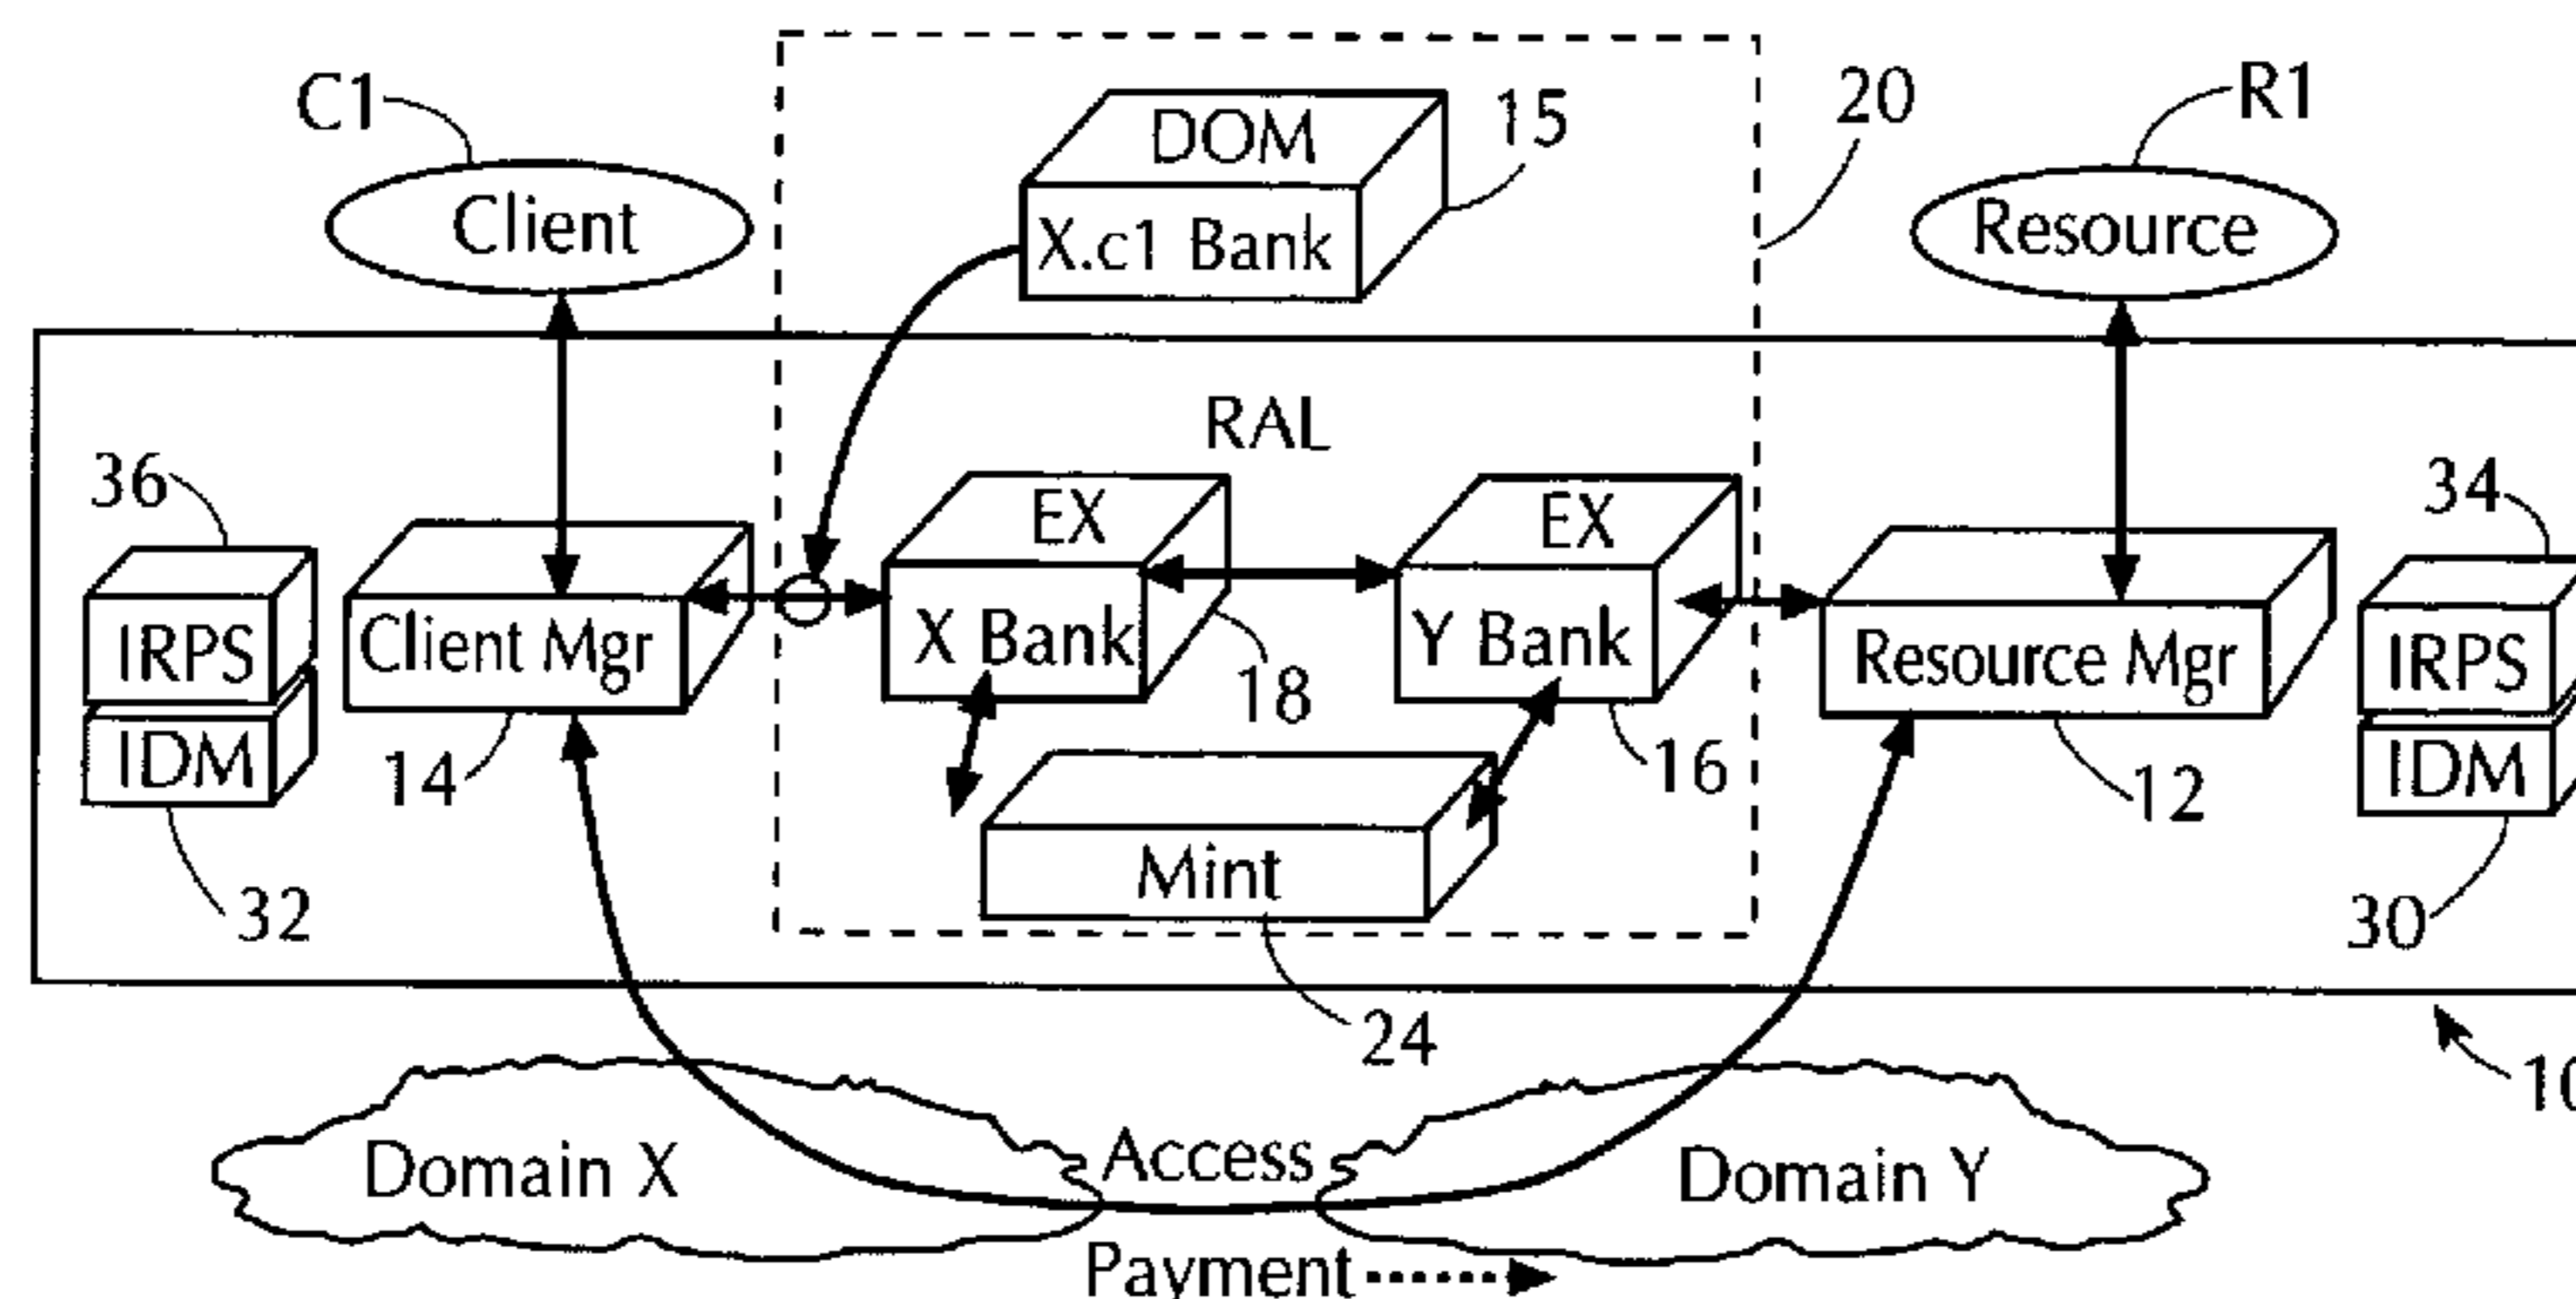 C1
DOM
15
20
R1
Client
X.c1 Bank
Resource
RAL
36
EX
EX
34
IRPS
Client Mgr
X Bank
Y Bank
Resource Mgr
IRPS
IDM
14
18
16
12
IDM
32
Mint
30
24
10
Domain X
Access
Domain Y
Payment